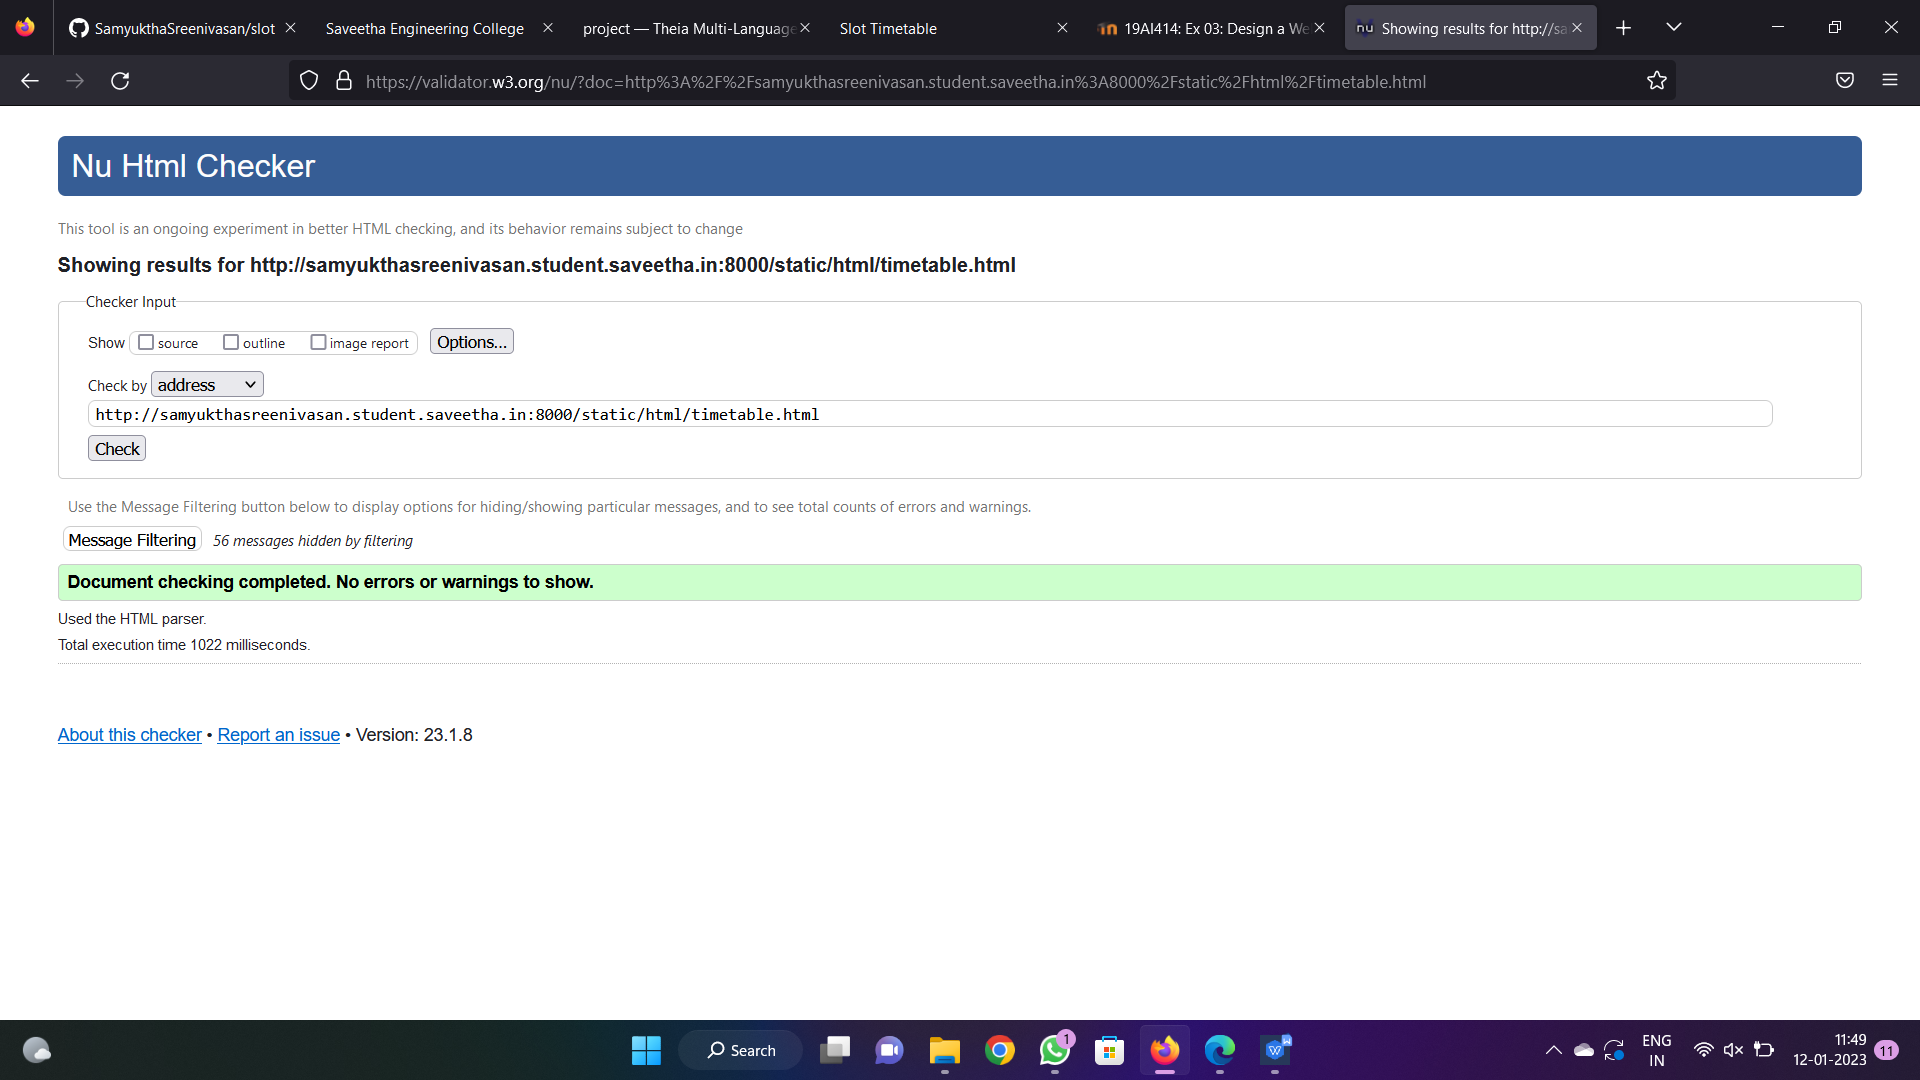 SamyukthaSreenivasan/slot
Saveetha Engineering College
project — Theia Multi-Language
Slot Timetable
19AI414: Ex 03: Design a We
nu Showing results for http://sa
https://validator.w3.org/nu/?doc=http%3A%2F%2Fsamyukthasreenivasan.student.saveetha.in%3A8000%2Fstatic%2Fhtml%2Ftimetable.html
Nu Html Checker
This tool is an ongoing experiment in better HTML checking, and its behavior remains subject to change
Showing results for http://samyukthasreenivasan.student.saveetha.in:8000/static/html/timetable.html
Checker Input
Show source outline image report Options...
Check by address
http://samyukthasreenivasan.student.saveetha.in:8000/static/html/timetable.html
Check
Use the Message Filtering button below to display options for hiding/showing particular messages, and to see total counts of errors and warnings.
Message Filtering 56 messages hidden by filtering
Document checking completed. No errors or warnings to show.
Used the HTML parser.
Total execution time 1022 milliseconds.
About this checker • Report an issue • Version: 23.1.8
Search
1
W
ENG
IN
11:49
12-01-2023
11